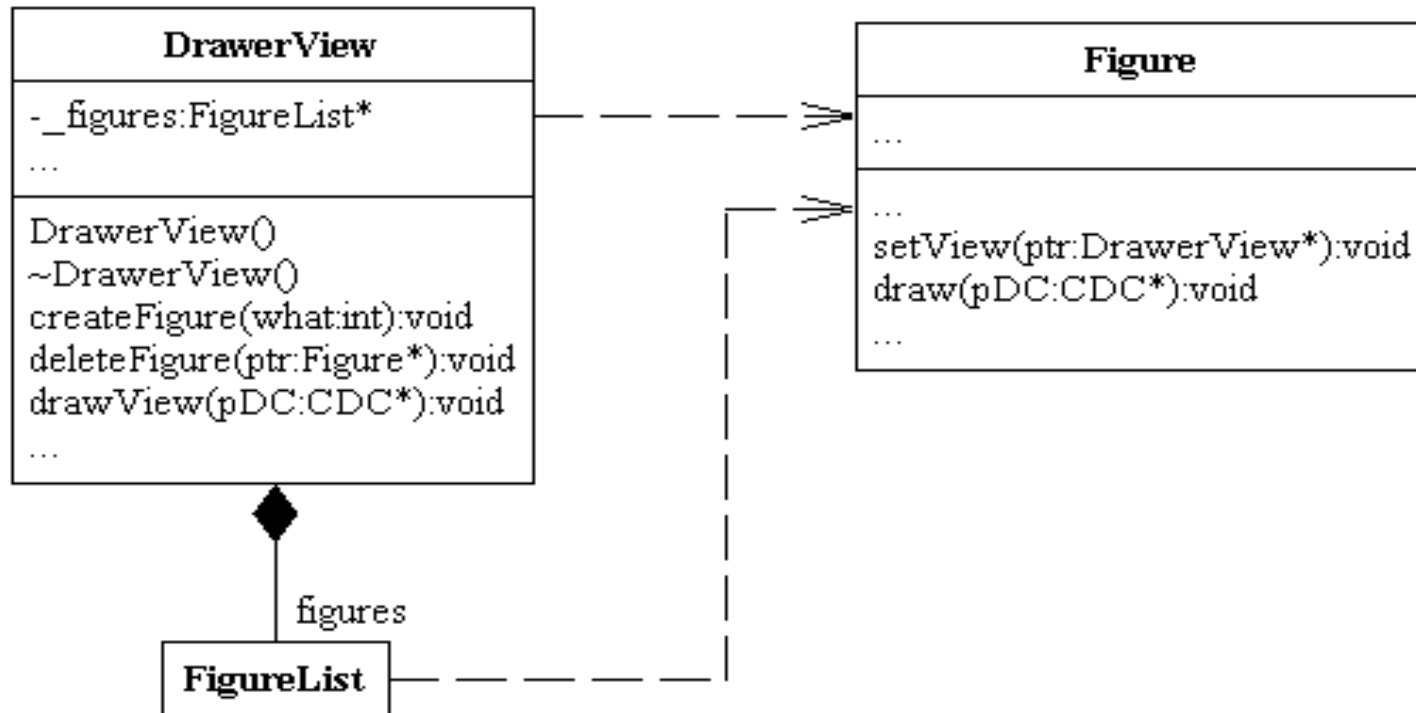 DrawerView
-_figures:FigureList*
...
DrawerView()
~DrawerView()
createFigure(what:int):void
deleteFigure(ptr:Figure*):void
drawView(pDC:CDC*):void
...
figures
FigureList
Figure
...
...
setView(ptr:DrawerView*):void
draw(pDC:CDC*):void
...